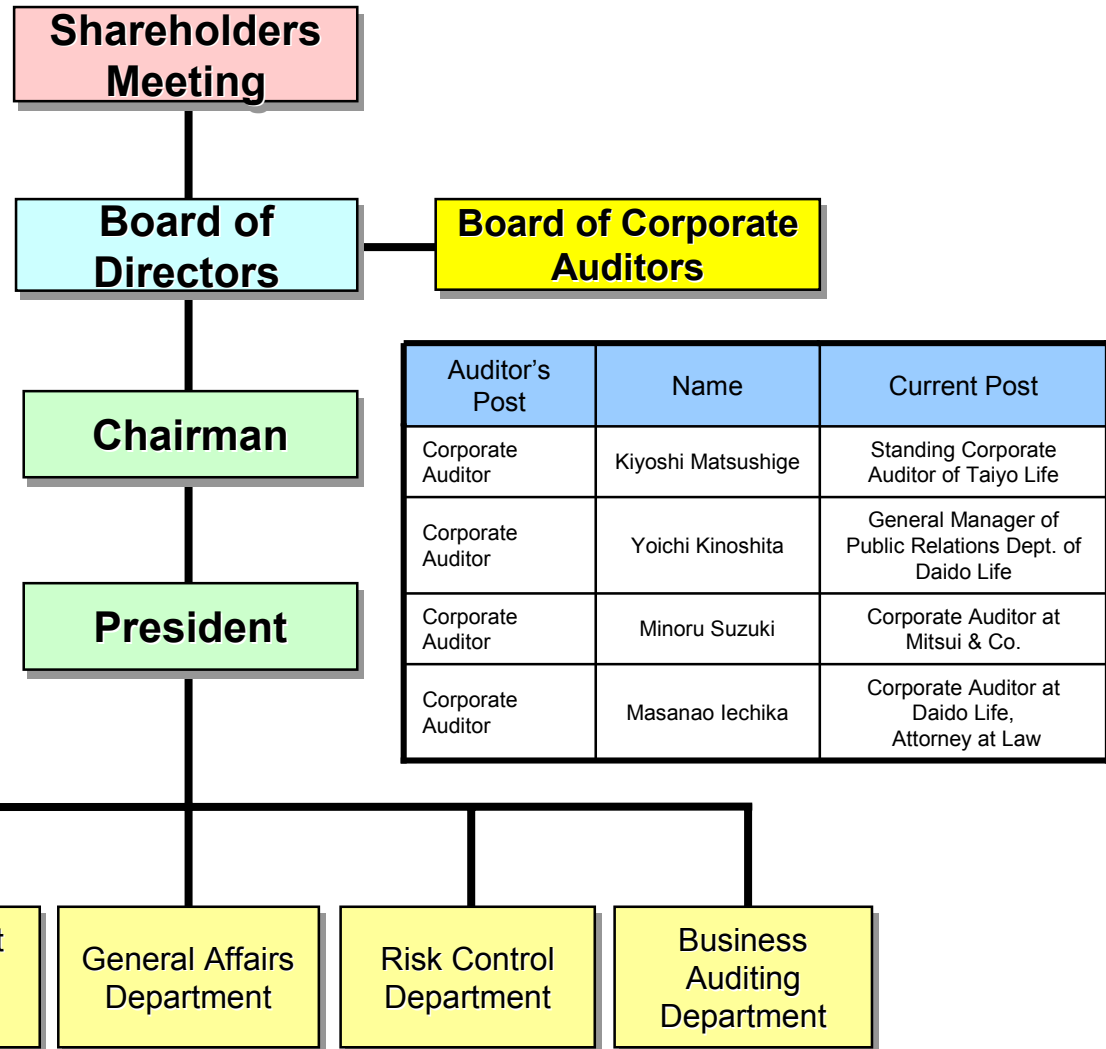 Shareholders
Meeting
Board of
Directors
Board of Corporate
Auditors
Chairman
President
Auditor’s
Post
Name
Current Post
Corporate
Auditor
Kiyoshi Matsushige
Standing Corporate
Auditor of Taiyo Life
Corporate
Auditor
Yoichi Kinoshita
General Manager of
Public Relations Dept. of
Daido Life
Corporate
Auditor
Minoru Suzuki
Corporate Auditor at
Mitsui & Co.
Corporate
Auditor
Masanao Iechika
Corporate Auditor at
Daido Life,
Attorney at Law
General Affairs
Department
Risk Control
Department
Business
Auditing
Department